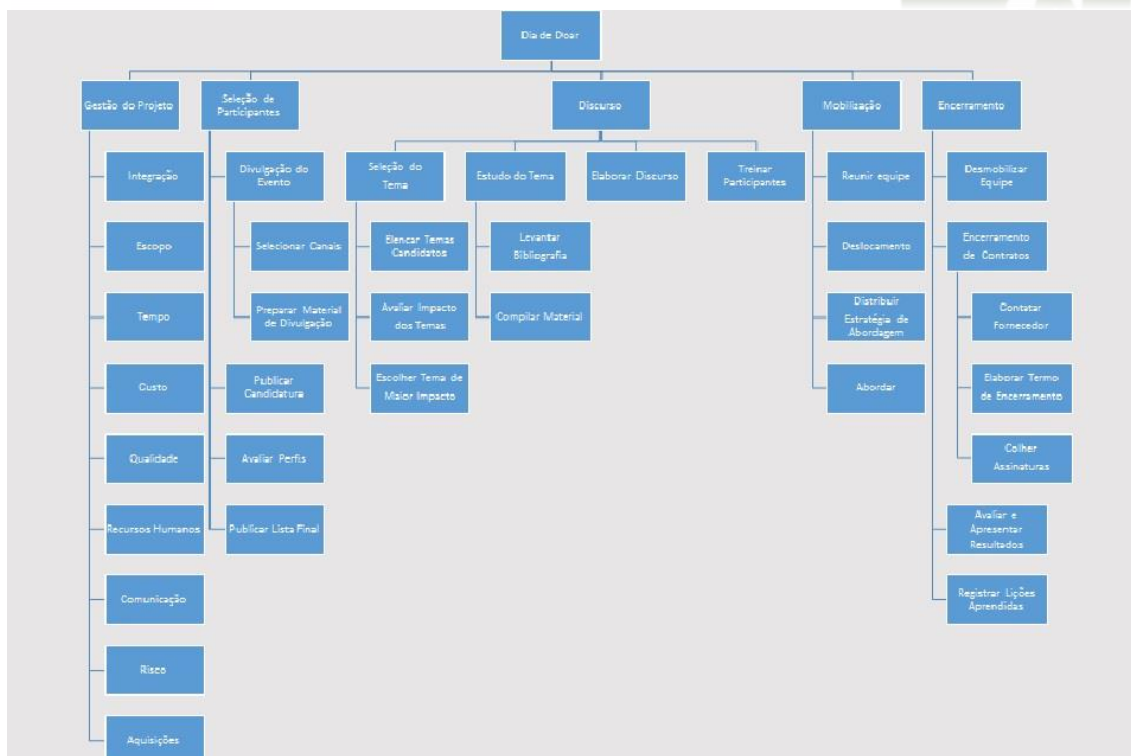 Dia de Doar
Gestão do Projeto
Seleção de
Participantes
Discurso
Mobilização
Encerramento
Integração
Escopo
Tempo
Custo
Qualidade
Recursos Humanos
Comunicação
Risco
Aquisições
Divulgação do
Evento
Selecionar Canais
Preparar Material
de Divulgação
Publicar
Candidatura
Avaliar Perfis
Publicar Lista Final
Seleção do
Tema
Elencar Temas
Candidatos
Avaliar Impacto
dos Temas
Escolher Tema de
Maior Impacto
Estudo do Tema
Levantar
Bibliografia
Compilar Material
Elaborar Discurso
Treinar
Participantes
Reunir equipe
Deslocamento
Distribuir
Estratégia de
Abordagem
Abordar
Desmobilizar
Equipe
Encerramento
de Contratos
Contatar
Fornecedor
Elaborar Termo
de Encerramento
Colher
Assinaturas
Avaliar e
Apresentar
Resultados
Registrar Lições
Aprendidas